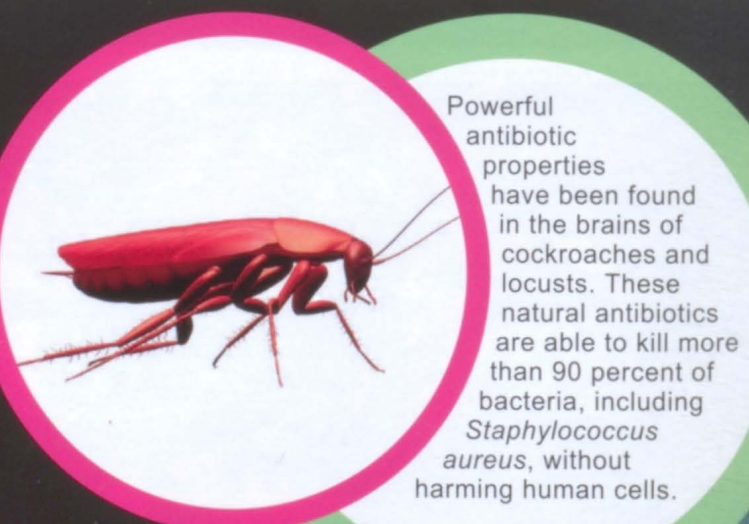 Powerful
antibiotic
properties
have been found
in the brains of
cockroaches and
locusts. These
natural antibiotics
are able to kill more
than 90 percent of
bacteria, including
Staphylococcus
aureus, without
harming human cells.